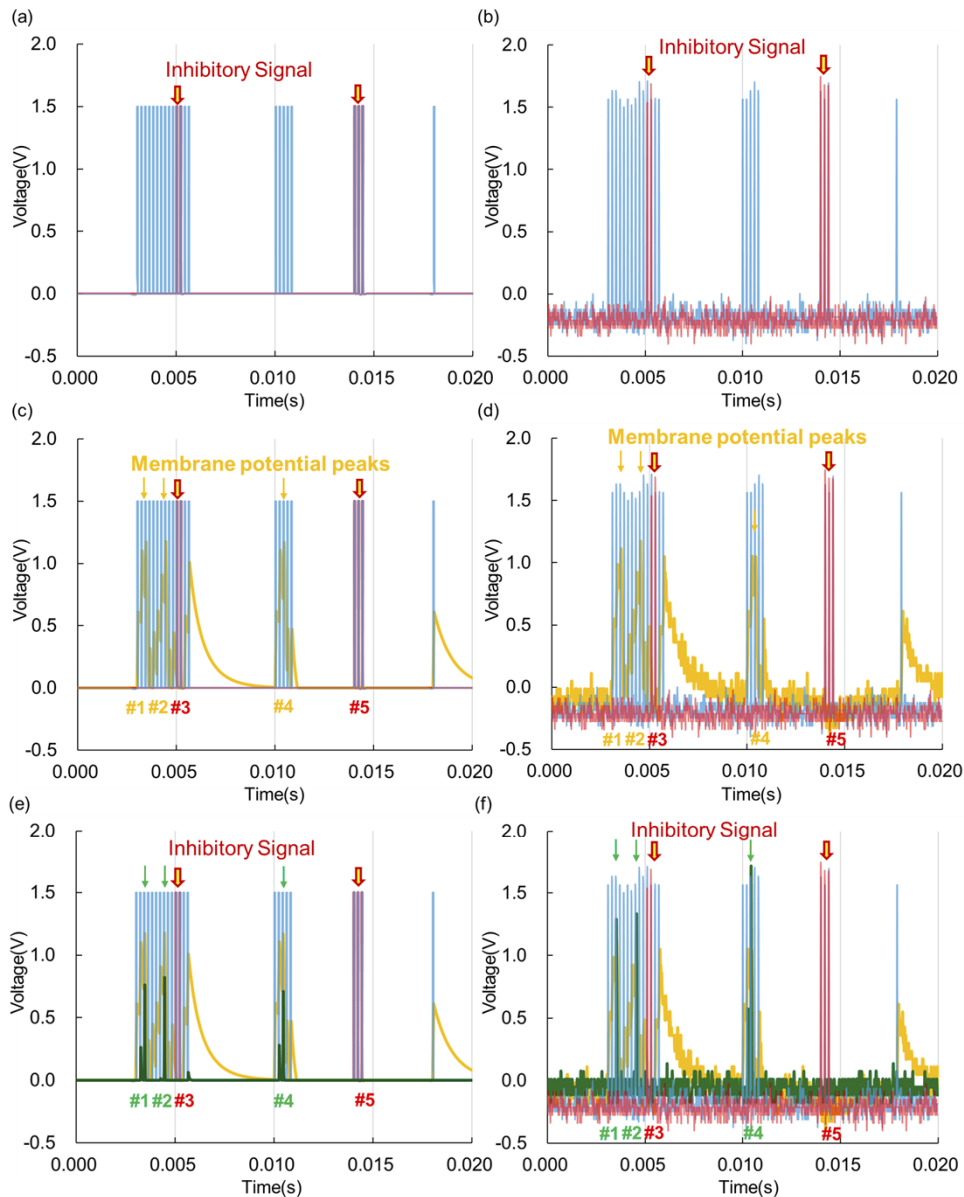 (a)
2.0
Inhibitory Signal
1.5
1.0
0.5
0.0
-0.5
Voltage(V)
0.000 0.005 0.010 0.015 0.020
Time(s)
(b)
2.0
Inhibitory Signal
1.5
1.0
0.5
0.0
-0.5
Voltage(V)
0.000 0.005 0.010 0.015 0.020
Time(s)
(c)
2.0
Membrane potential peaks
1.5
1.0
0.5
0.0
#1 #2 #3 #4 #5
-0.5
Voltage(V)
0.000 0.005 0.010 0.015 0.020
Time(s)
(d)
2.0
Membrane potential peaks
1.5
1.0
0.5
0.0
#1 #2 #3 #4 #5
-0.5
Voltage(V)
0.000 0.005 0.010 0.015 0.020
Time(s)
(e)
2.0
Inhibitory Signal
1.5
1.0
0.5
0.0
#1 #2 #3 #4 #5
-0.5
Voltage(V)
0.000 0.005 0.010 0.015 0.020
Time(s)
(f)
2.0
Inhibitory Signal
1.5
1.0
0.5
0.0
#1 #2 #3 #4 #5
-0.5
Voltage(V)
0.000 0.005 0.010 0.015 0.020
Time(s)